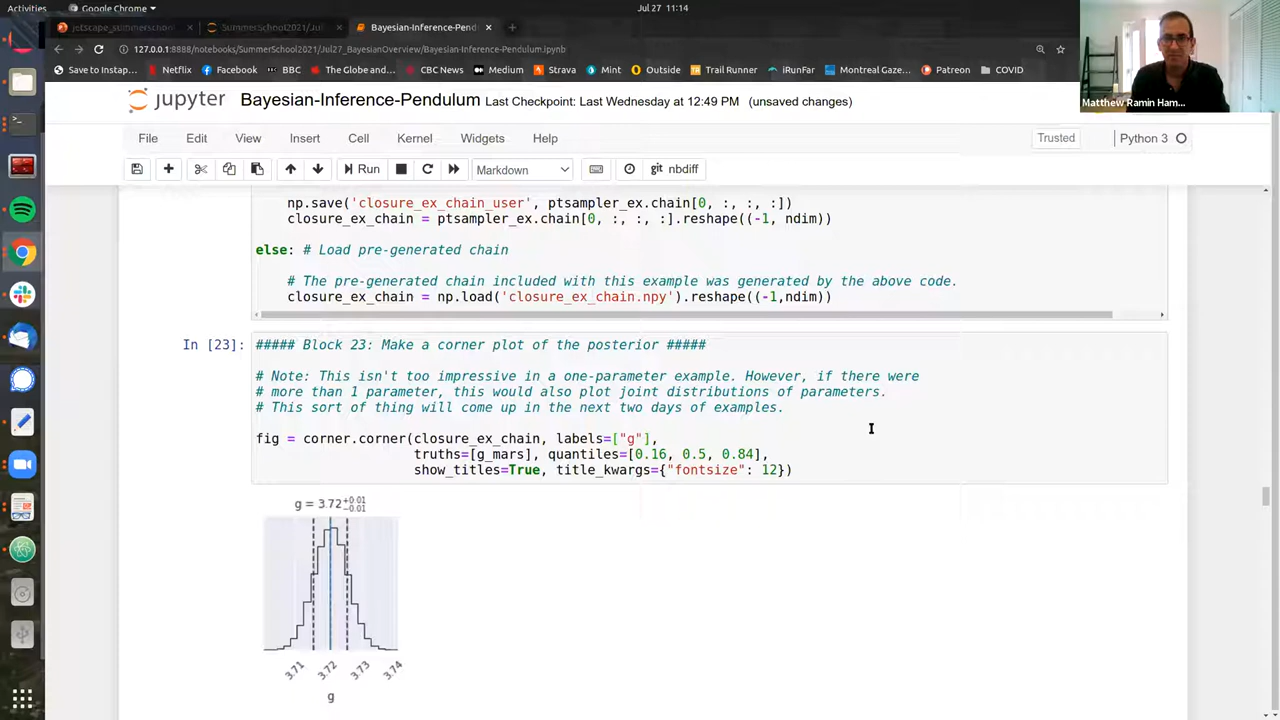 Activities
Google Chrome
Jul 27 11:14
jetscape_summerschool
SummerSchool2021/Jul
Bayesian-Inference-Pend
127.0.0.1:8888/notebooks/SummerSchool2021/Jul27_BayesianOverview/Bayesian-Inference-Pendulum.ipynb
Save to Instap...
Netflix
Facebook
BBC
The Globe and...
CBC News
Medium
Strava
Mint
Outside
Trail Runner
iRunFar
Montreal Gazet...
Patreon
COVID
Matthew Ramin Ham...
jupyter
Bayesian-Inference-Pendulum Last Checkpoint: Last Wednesday at 12:49 PM (unsaved changes)
File
Edit
View
Insert
Cell
Kernel
Widgets
Help
Trusted
Python 3
Run
Markdown
git nbdiff
np.save('closure_ex_chain_user', ptsampler_ex.chain[0, :, :, :])
closure_ex_chain = ptsampler_ex.chain[0, :, :, :].reshape((-1, ndim))
else: # Load pre-generated chain
# The pre-generated chain included with this example was generated by the above code.
closure_ex_chain = np.load('closure_ex_chain.npy').reshape((-1,ndim))
In [23]:
##### Block 23: Make a corner plot of the posterior #####
# Note: This isn't too impressive in a one-parameter example. However, if there were
# more than 1 parameter, this would also plot joint distributions of parameters.
# This sort of thing will come up in the next two days of examples.
fig = corner.corner(closure_ex_chain, labels=["g"],
truths=[g_mars], quantiles=[0.16, 0.5, 0.84],
show_titles=True, title_kwargs={"fontsize": 12})
g = 3.72+0.01−0.01
3.71
3.72
3.73
3.74
g